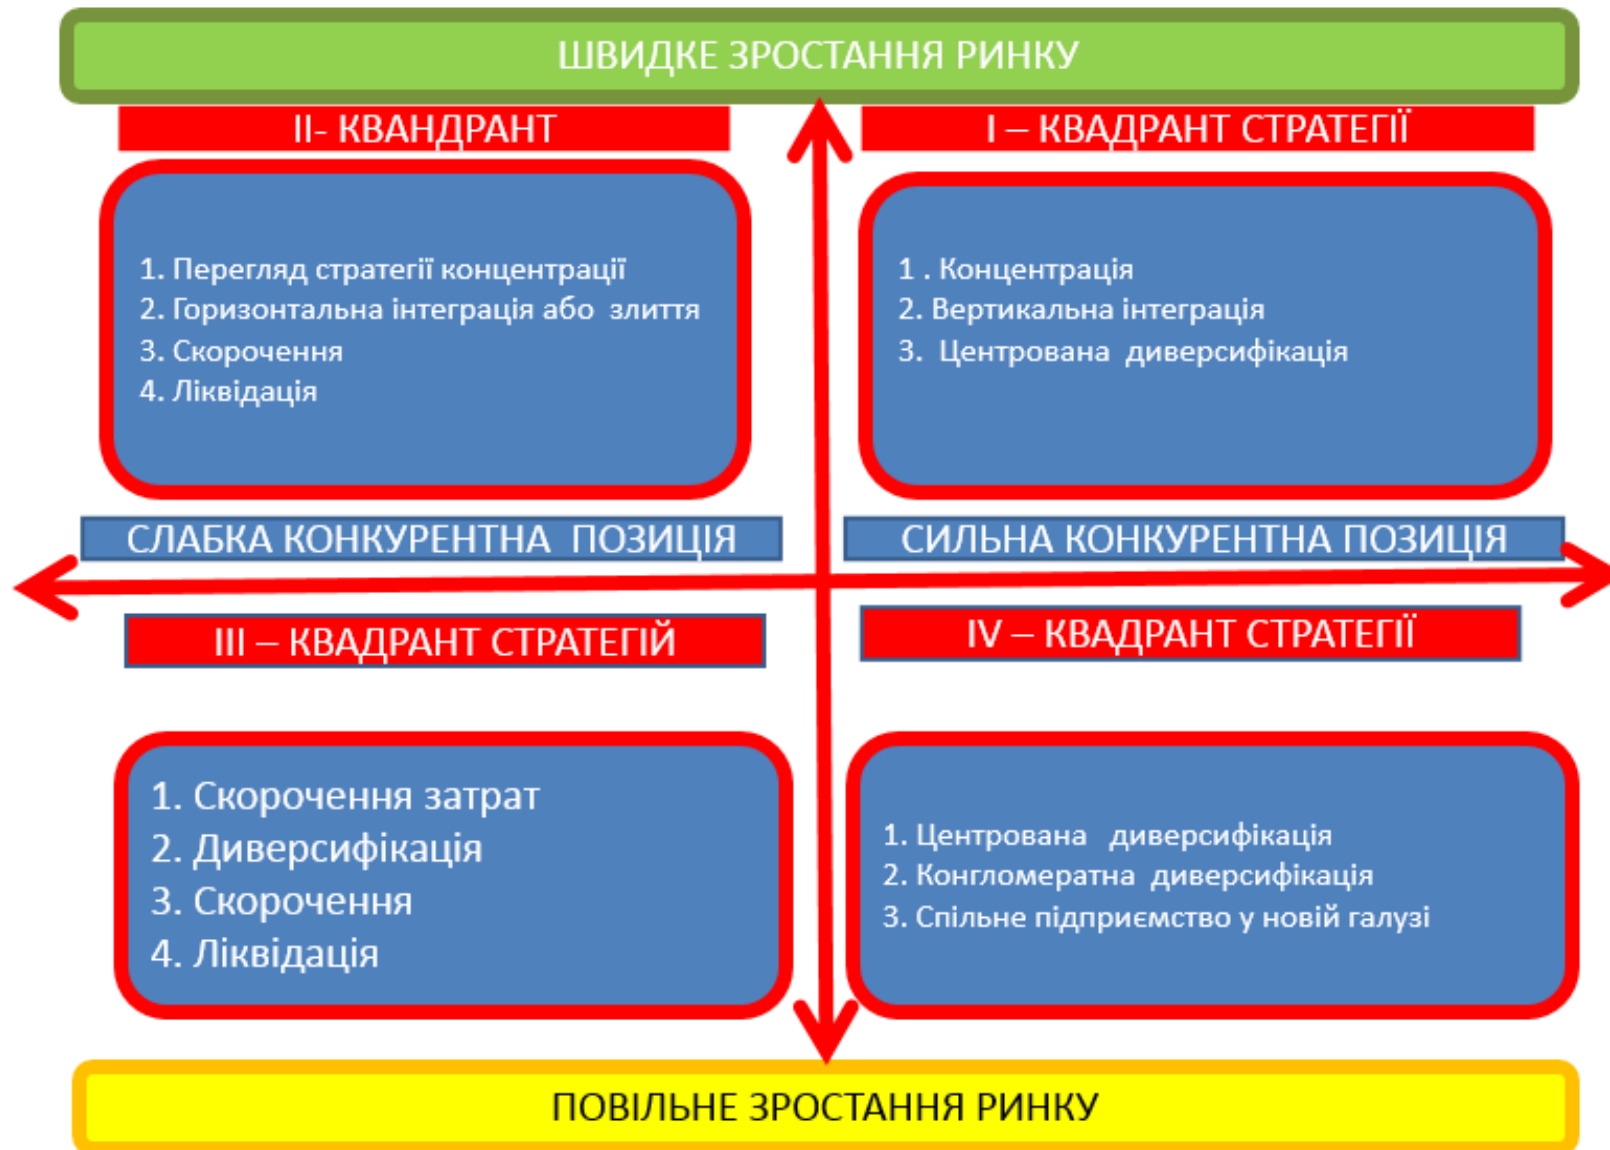 ШВИДКЕ ЗРОСТАННЯ РИНКУ
II- КВАНДРАНТ
1. Перегляд стратегії концентрації
2. Горизонтальна інтеграція або злиття
3. Скорочення
4. Ліквідація
I – КВАДРАНТ СТРАТЕГІЇ
1 . Концентрація
2. Вертикальна інтеграція
3. Центрована диверсифікація
СЛАБКА КОНКУРЕНТНА ПОЗИЦІЯ
СИЛЬНА КОНКУРЕНТНА ПОЗИЦІЯ
III – КВАДРАНТ СТРАТЕГІЙ
1. Скорочення затрат
2. Диверсифікація
3. Скорочення
4. Ліквідація
IV – КВАДРАНТ СТРАТЕГІЇ
1. Центрована диверсифікація
2. Конгломератна диверсифікація
3. Спільне підприємство у новій галузі
ПОВІЛЬНЕ ЗРОСТАННЯ РИНКУ